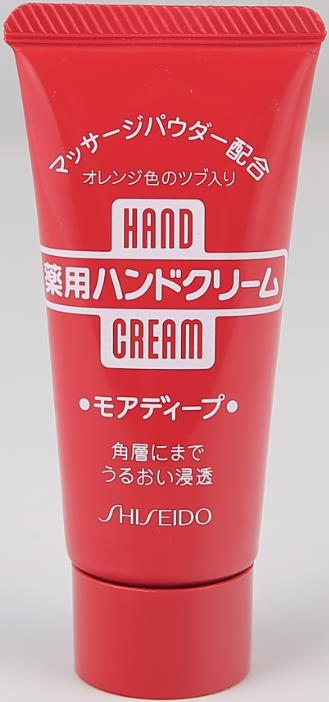 マッサージパウダー配合
オレンジ色のツブ入り
HAND
薬用ハンドクリーム
CREAM
•モアディープ•
角層にまで
うるおい浸透
SHISEIDO